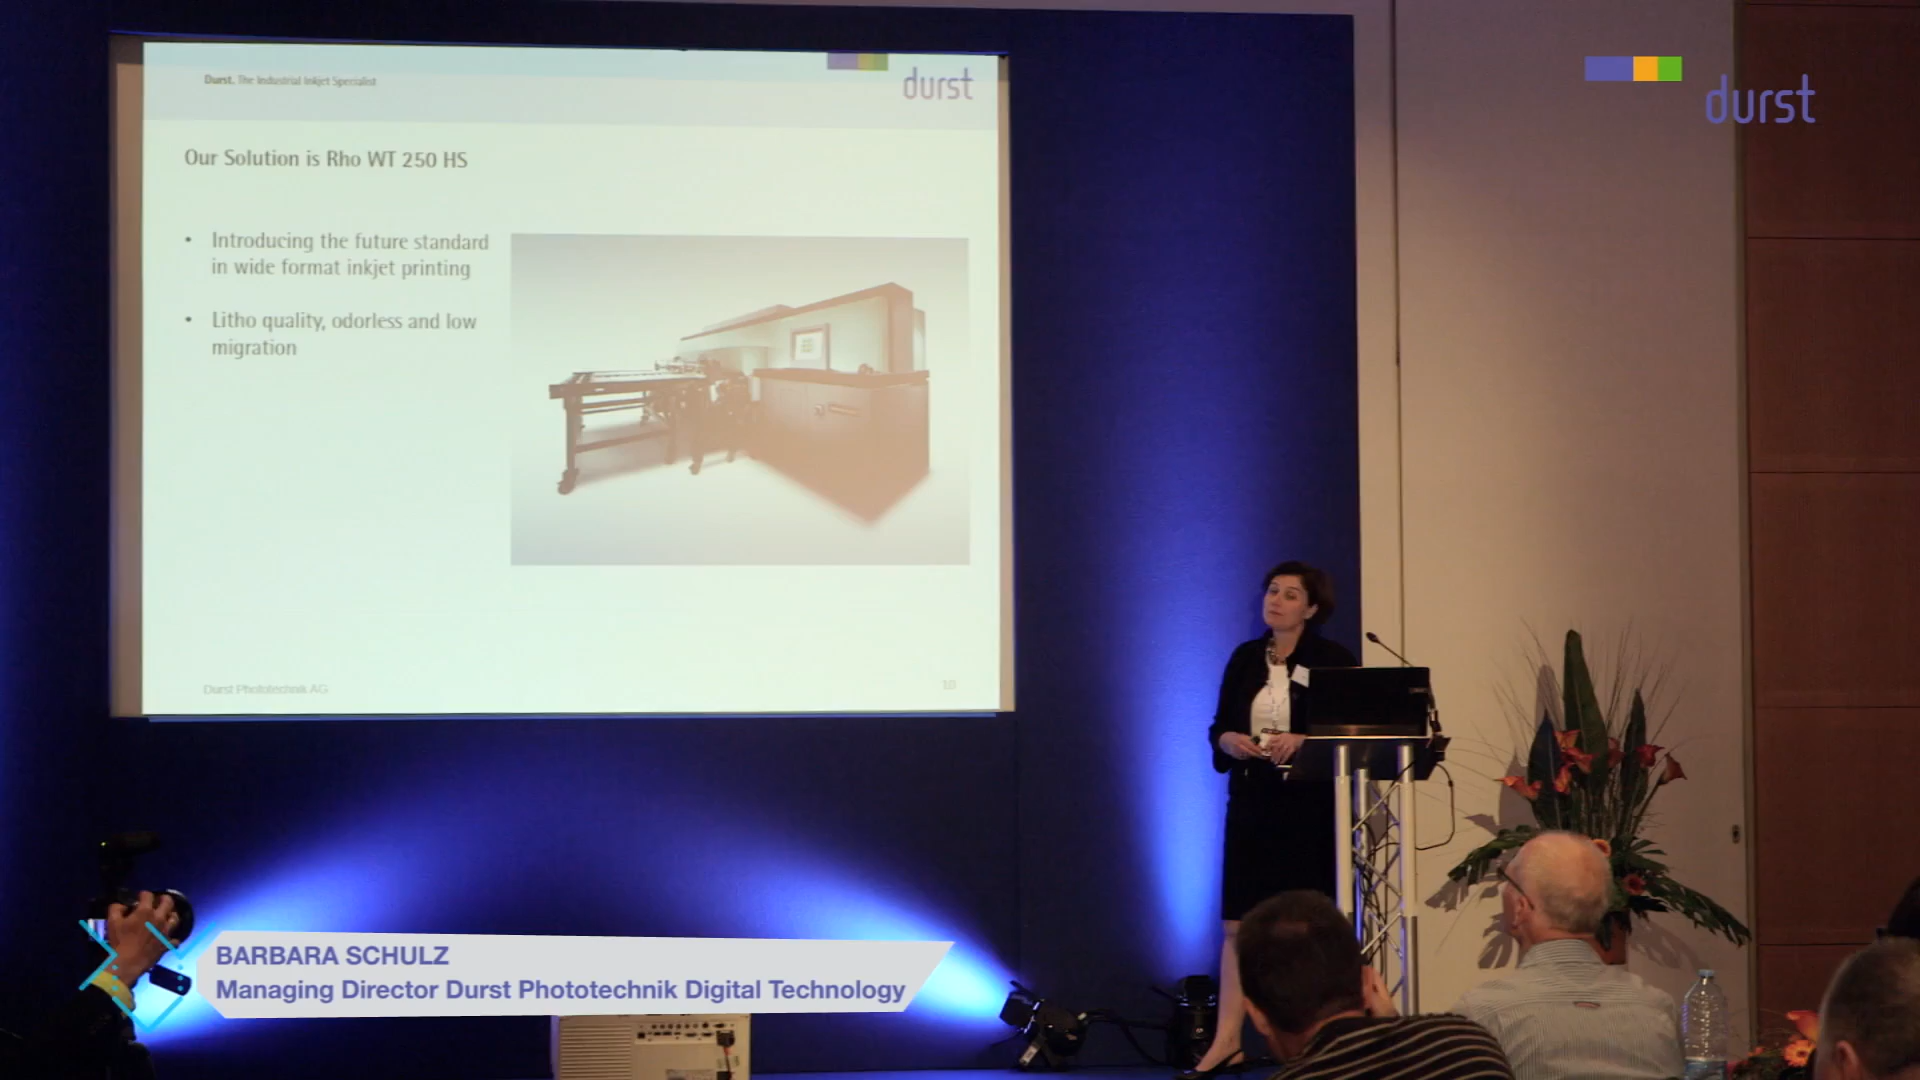 Durst. The Industrial Inkjet Specialist
durst
Our Solution is Rho WT 250 HS
• Introducing the future standard
in wide format inkjet printing
• Litho quality, odorless and low
migration
Durst Phototechnik AG
10
durst
BARBARA SCHULZ
Managing Director Durst Phototechnik Digital Technology